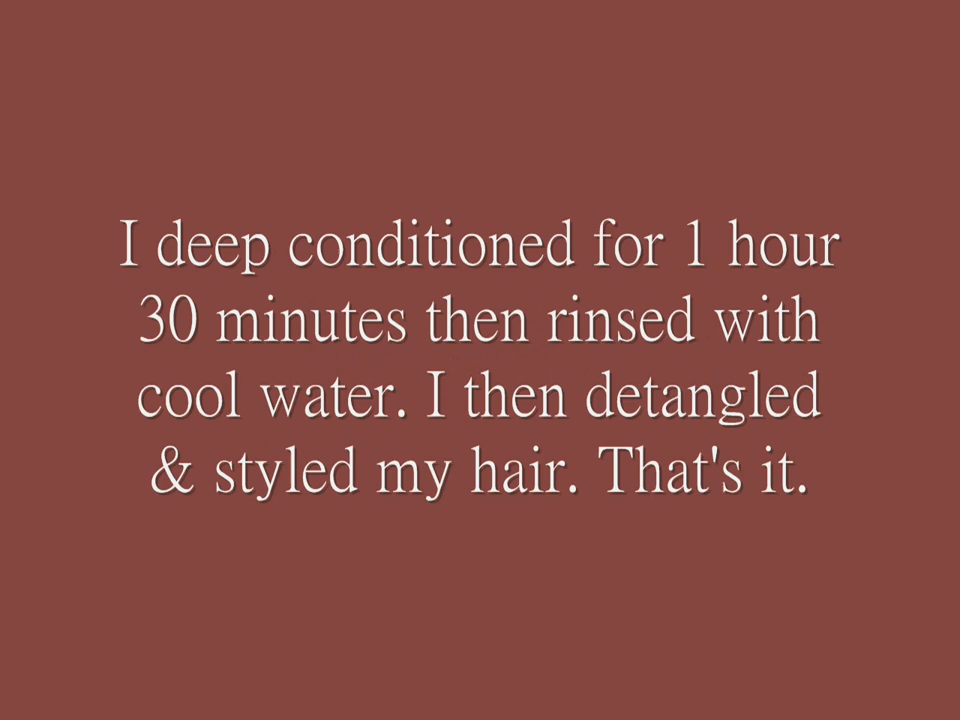 I deep conditioned for 1 hour
30 minutes then rinsed with
cool water. I then detangled
& styled my hair. That's it.